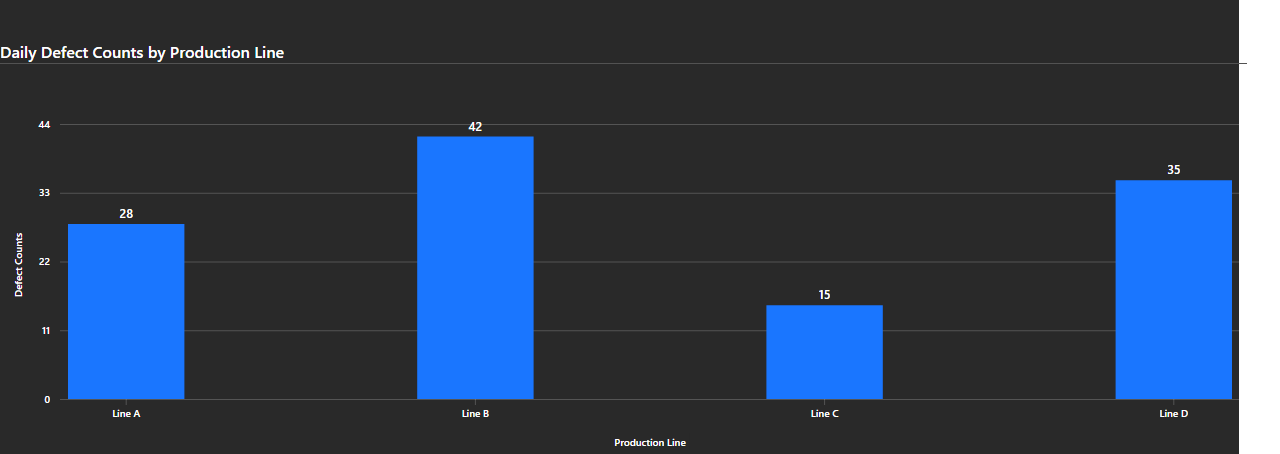 Daily Defect Counts by Production Line
44
33
22
11
0
Defect Counts
28
42
15
35
Line A
Line B
Line C
Line D
Production Line